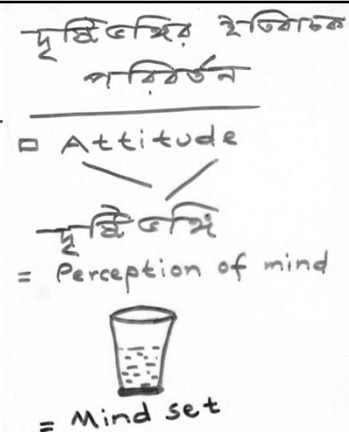 দৃষ্টিভঙ্গির ইতিবাচক
পরিবর্তন
Attitude
দৃষ্টিভঙ্গি
= Perception of mind
= Mind set